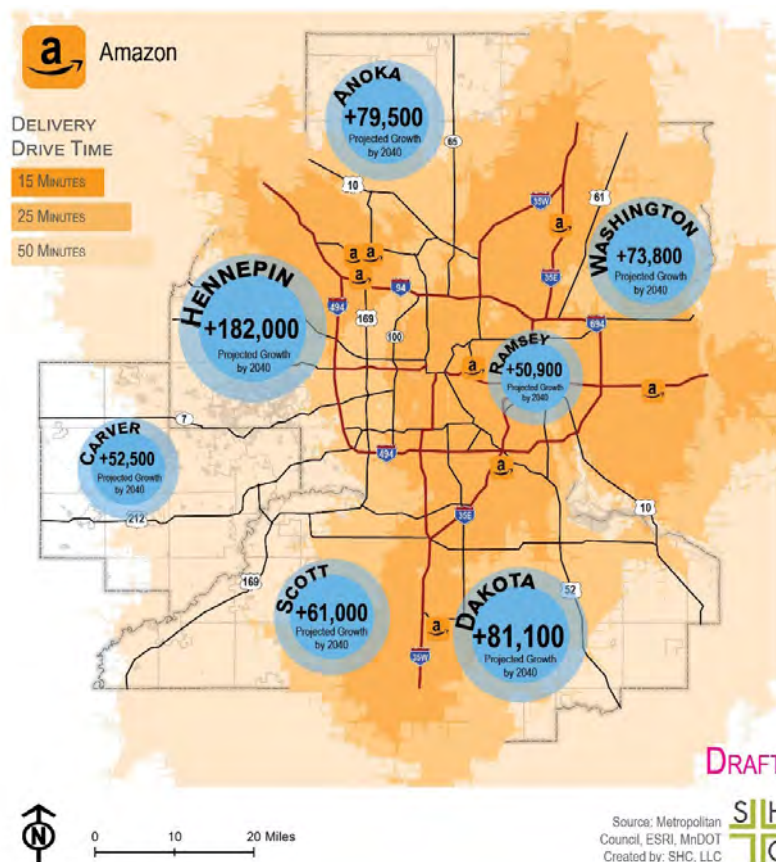 a
Amazon
DELIVERY
DRIVE TIME
15 MINUTES
25 MINUTES
50 MINUTES
ANOKA
+79,500
Projected Growth
by 2040
65
10
35W
61
WASHINGTON
+73,800
Projected Growth
by 2040
a
a
a
a
35E
HENNEPIN
+182,000
Projected Growth
by 2040
94
494
169
100
694
RAMSEY
+50,900
Projected Growth
by 2040
a
a
7
CARVER
+52,500
Projected Growth
by 2040
494
a
212
35E
10
169
SCOTT
+61,000
Projected Growth
by 2040
52
DAKOTA
+81,100
Projected Growth
by 2040
a
35W
DRAFT
N
0 10 20 Miles
Source: Metropolitan
Council, ESRI, MnDOT
Created by: SHC, LLC
S H
C